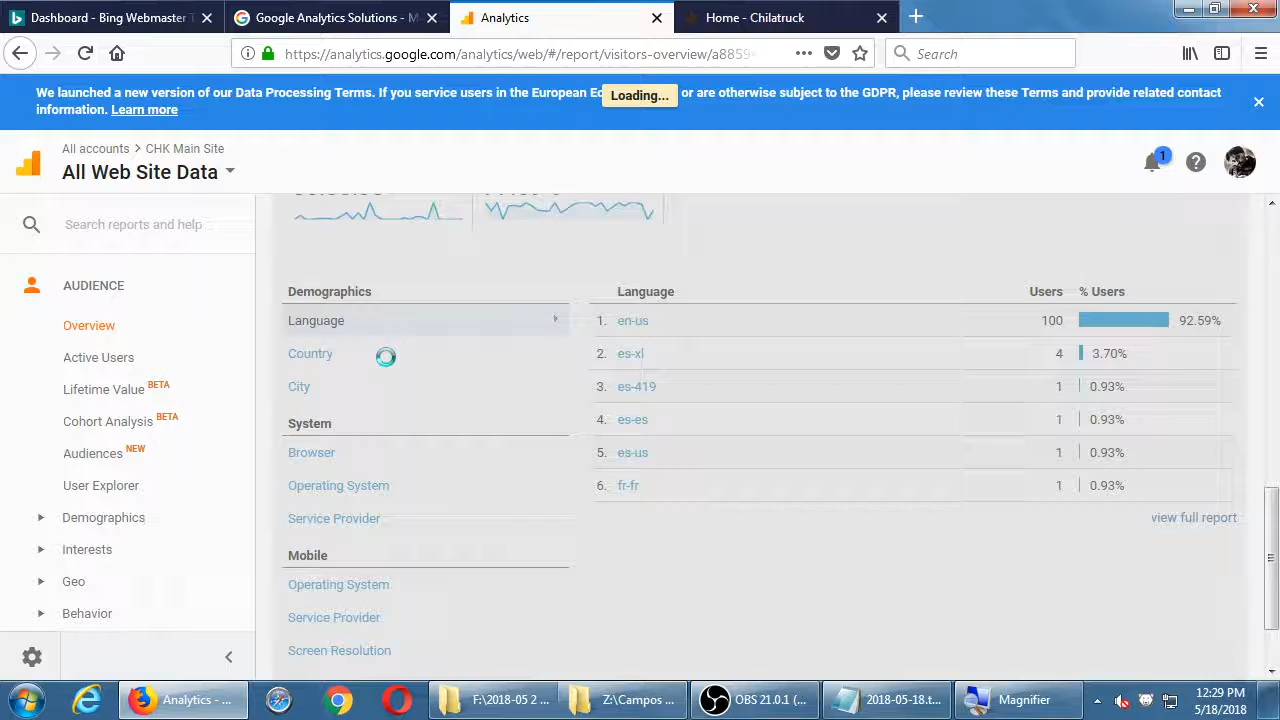 Dashboard - Bing Webmaster T
Google Analytics Solutions - M
Analytics
Home - Chilatruck
https://analytics.google.com/analytics/web/#/report/visitors-overview/a8859
Search
We launched a new version of our Data Processing Terms. If you service users in the European Ec
Loading...
or are otherwise subject to the GDPR, please review these Terms and provide related contact
information. Learn more
All accounts > CHK Main Site
All Web Site Data
1
Search reports and help
AUDIENCE
Overview
Active Users
Lifetime Value BETA
Cohort Analysis BETA
Audiences NEW
User Explorer
Demographics
Interests
Geo
Behavior
Demographics
Language
Country
City
System
Browser
Operating System
Service Provider
Mobile
Operating System
Service Provider
Screen Resolution
Language Users % Users
1. en-us 100 92.59%
2. es-xl 4 3.70%
3. es-419 1 0.93%
4. es-es 1 0.93%
5. es-us 1 0.93%
6. fr-fr 1 0.93%
view full report
Analytics - ...
F:\2018-05 2 ...
Z:\Campos ...
OBS 21.0.1 (...
2018-05-18.t...
Magnifier
12:29 PM
5/18/2018